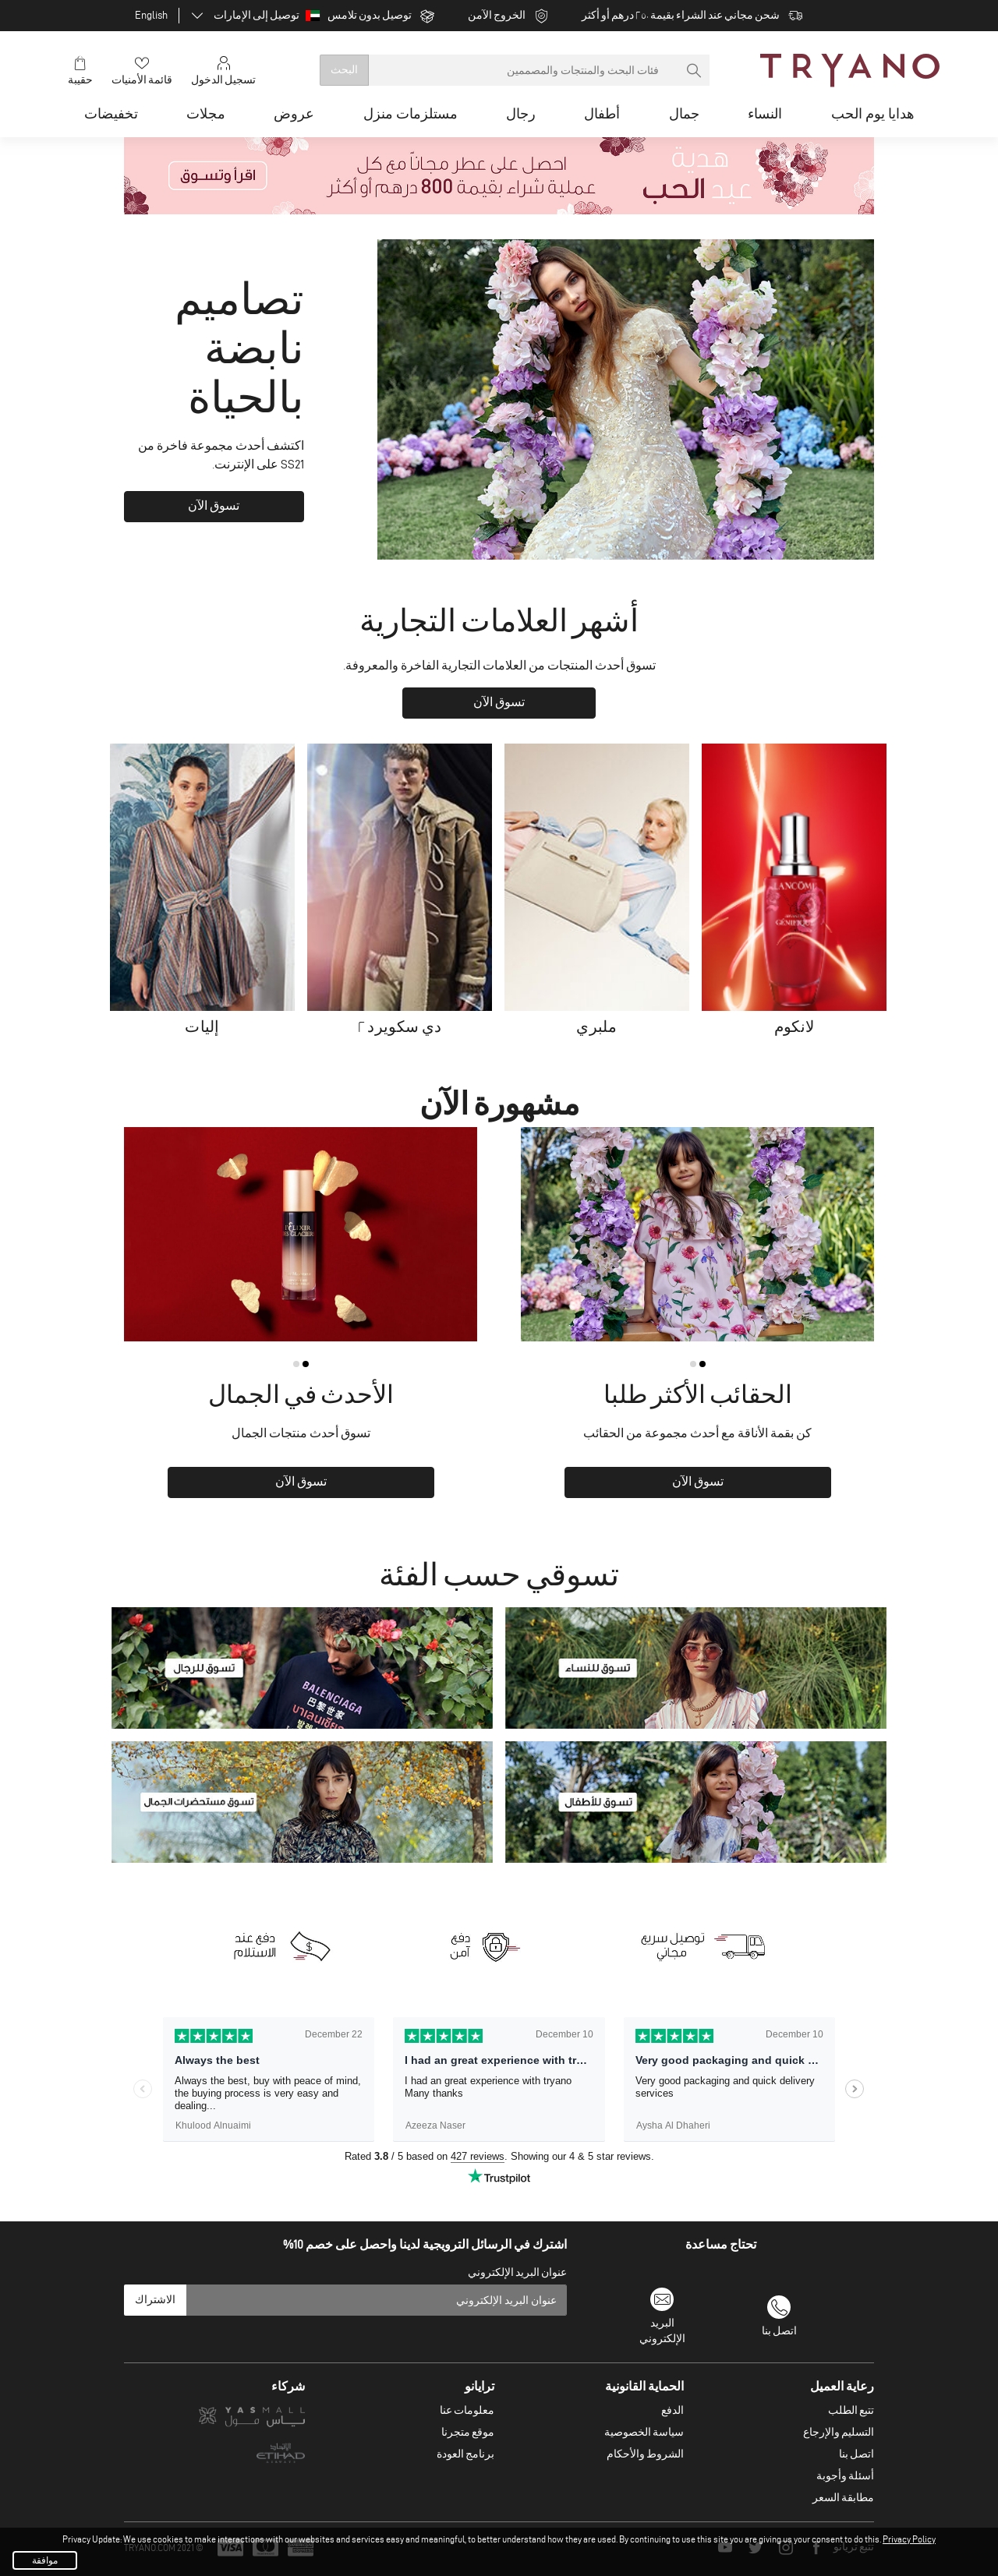 شحن مجاني عند الشراء بقيمة ٢٥٠ درهم أو أكثر
الخروج الآمن
توصيل بدون تلامس
توصيل إلى الإمارات
English
TRYANO
فئات البحث والمنتجات والمصممين
البحث
تسجيل الدخول
قائمة الأمنيات
حقيبة
هدايا يوم الحب
النساء
جمال
أطفال
رجال
مستلزمات منزل
عروض
مجلات
تخفيضات
هدية
عيد الحب
احصل على عطر مجاناً مع كل
عملية شراء بقيمة 800 درهم أو أكثر
اقرأ وتسوق
تصاميم
نابضة
بالحياة
اكتشف أحدث مجموعة فاخرة من
SS21 على الإنترنت.
تسوق الآن
أشهر العلامات التجارية
تسوق أحدث المنتجات من العلامات التجارية الفاخرة والمعروفة.
تسوق الآن
LANCÔME
GÉNIFIQUE
لانكوم
ملبري
دي سكويرد ٢
إليات
مشهورة الآن
الحقائب الأكثر طلبا
كن بقمة الأناقة مع أحدث مجموعة من الحقائب
تسوق الآن
الأحدث في الجمال
تسوق أحدث منتجات الجمال
تسوق الآن
تسوقي حسب الفئة
تسوق للنساء
تسوق للرجال
BALENCIAGA
巴黎世家
تسوق للأطفال
تسوق مستحضرات الجمال
توصيل سريع
مجاني
دفع
آمن
دفع عند
الاستلام
December 22
Always the best
Always the best, buy with peace of mind,
the buying process is very easy and
dealing...
Khulood Alnuaimi
December 10
I had an great experience with tr…
I had an great experience with tryano
Many thanks
Azeeza Naser
December 10
Very good packaging and quick …
Very good packaging and quick delivery
services
Aysha Al Dhaheri
Rated 3.8 / 5 based on 427 reviews. Showing our 4 & 5 star reviews.
Trustpilot
تحتاج مساعدة
اتصل بنا
البريد
الإلكتروني
اشترك في الرسائل الترويجية لدينا واحصل على خصم 10%
عنوان البريد الإلكتروني
عنوان البريد الإلكتروني
الاشتراك
رعاية العميل
تتبع الطلب
التسليم والإرجاع
اتصل بنا
أسئلة وأجوبة
مطابقة السعر
الحماية القانونية
الدفع
سياسة الخصوصية
الشروط والأحكام
ترايانو
معلومات عنا
موقع متجرنا
برنامج العودة
شركاء
YAS MALL
يـاس مـول
الإتحاد
ETIHAD
تتبع تريانو
VISA
TRYANO.COM 2021 ©
Privacy Update: We use cookies to make interactions with our websites and services easy and meaningful, to better understand how they are used. By continuing to use this site you are giving us your consent to do this. Privacy Policy
موافقة